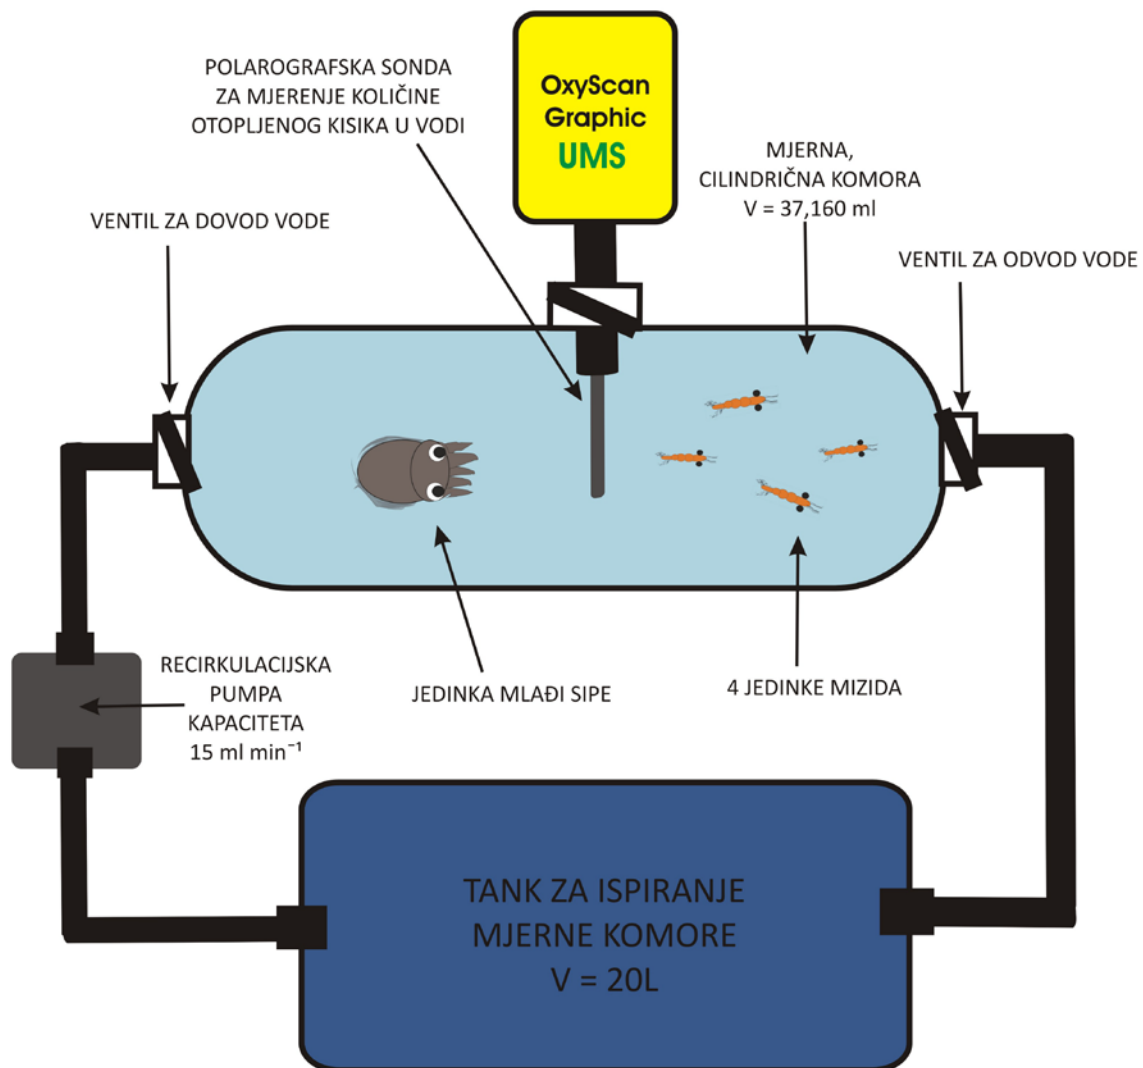 POLAROGRAFSKA SONDA
ZA MJERENJE KOLIČINE
OTOPLJENOG KISIKA U VODI
OxyScan
Graphic
UMS
MJERNA,
CILINDRIČNA KOMORA
V = 37,160 ml
VENTIL ZA DOVOD VODE
VENTIL ZA ODVOD VODE
RECIRKULACIJSKA
PUMPA
KAPACITETA
15 ml min⁻¹
JEDINKA MLAĐI SIPE
4 JEDINKE MIZIDA
TANK ZA ISPIRANJE
MJERNE KOMORE
V = 20L